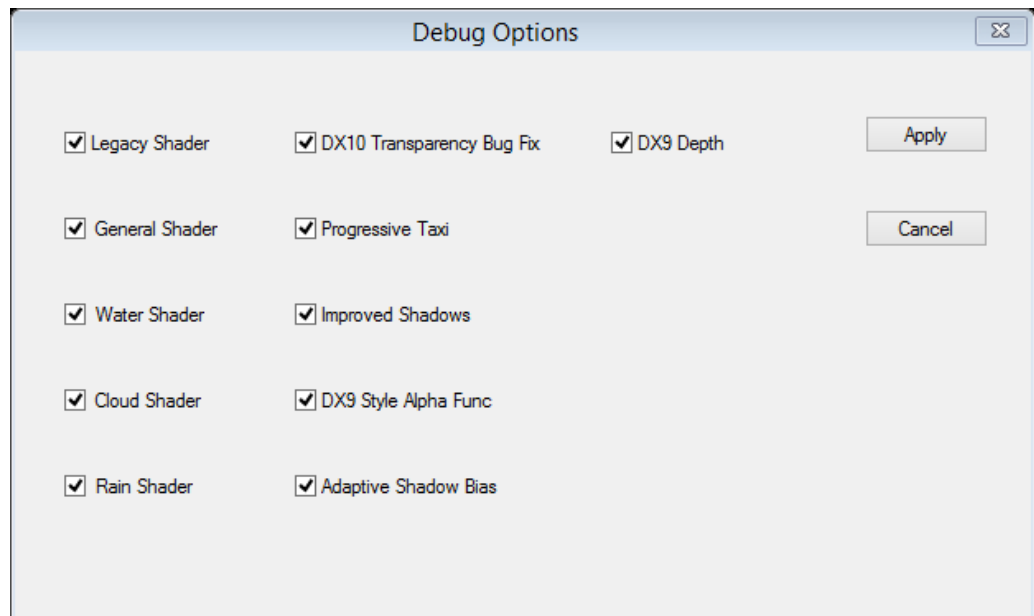 Debug Options
Legacy Shader DX10 Transparency Bug Fix DX9 Depth Apply
General Shader Progressive Taxi Cancel
Water Shader Improved Shadows
Cloud Shader DX9 Style Alpha Func
Rain Shader Adaptive Shadow Bias